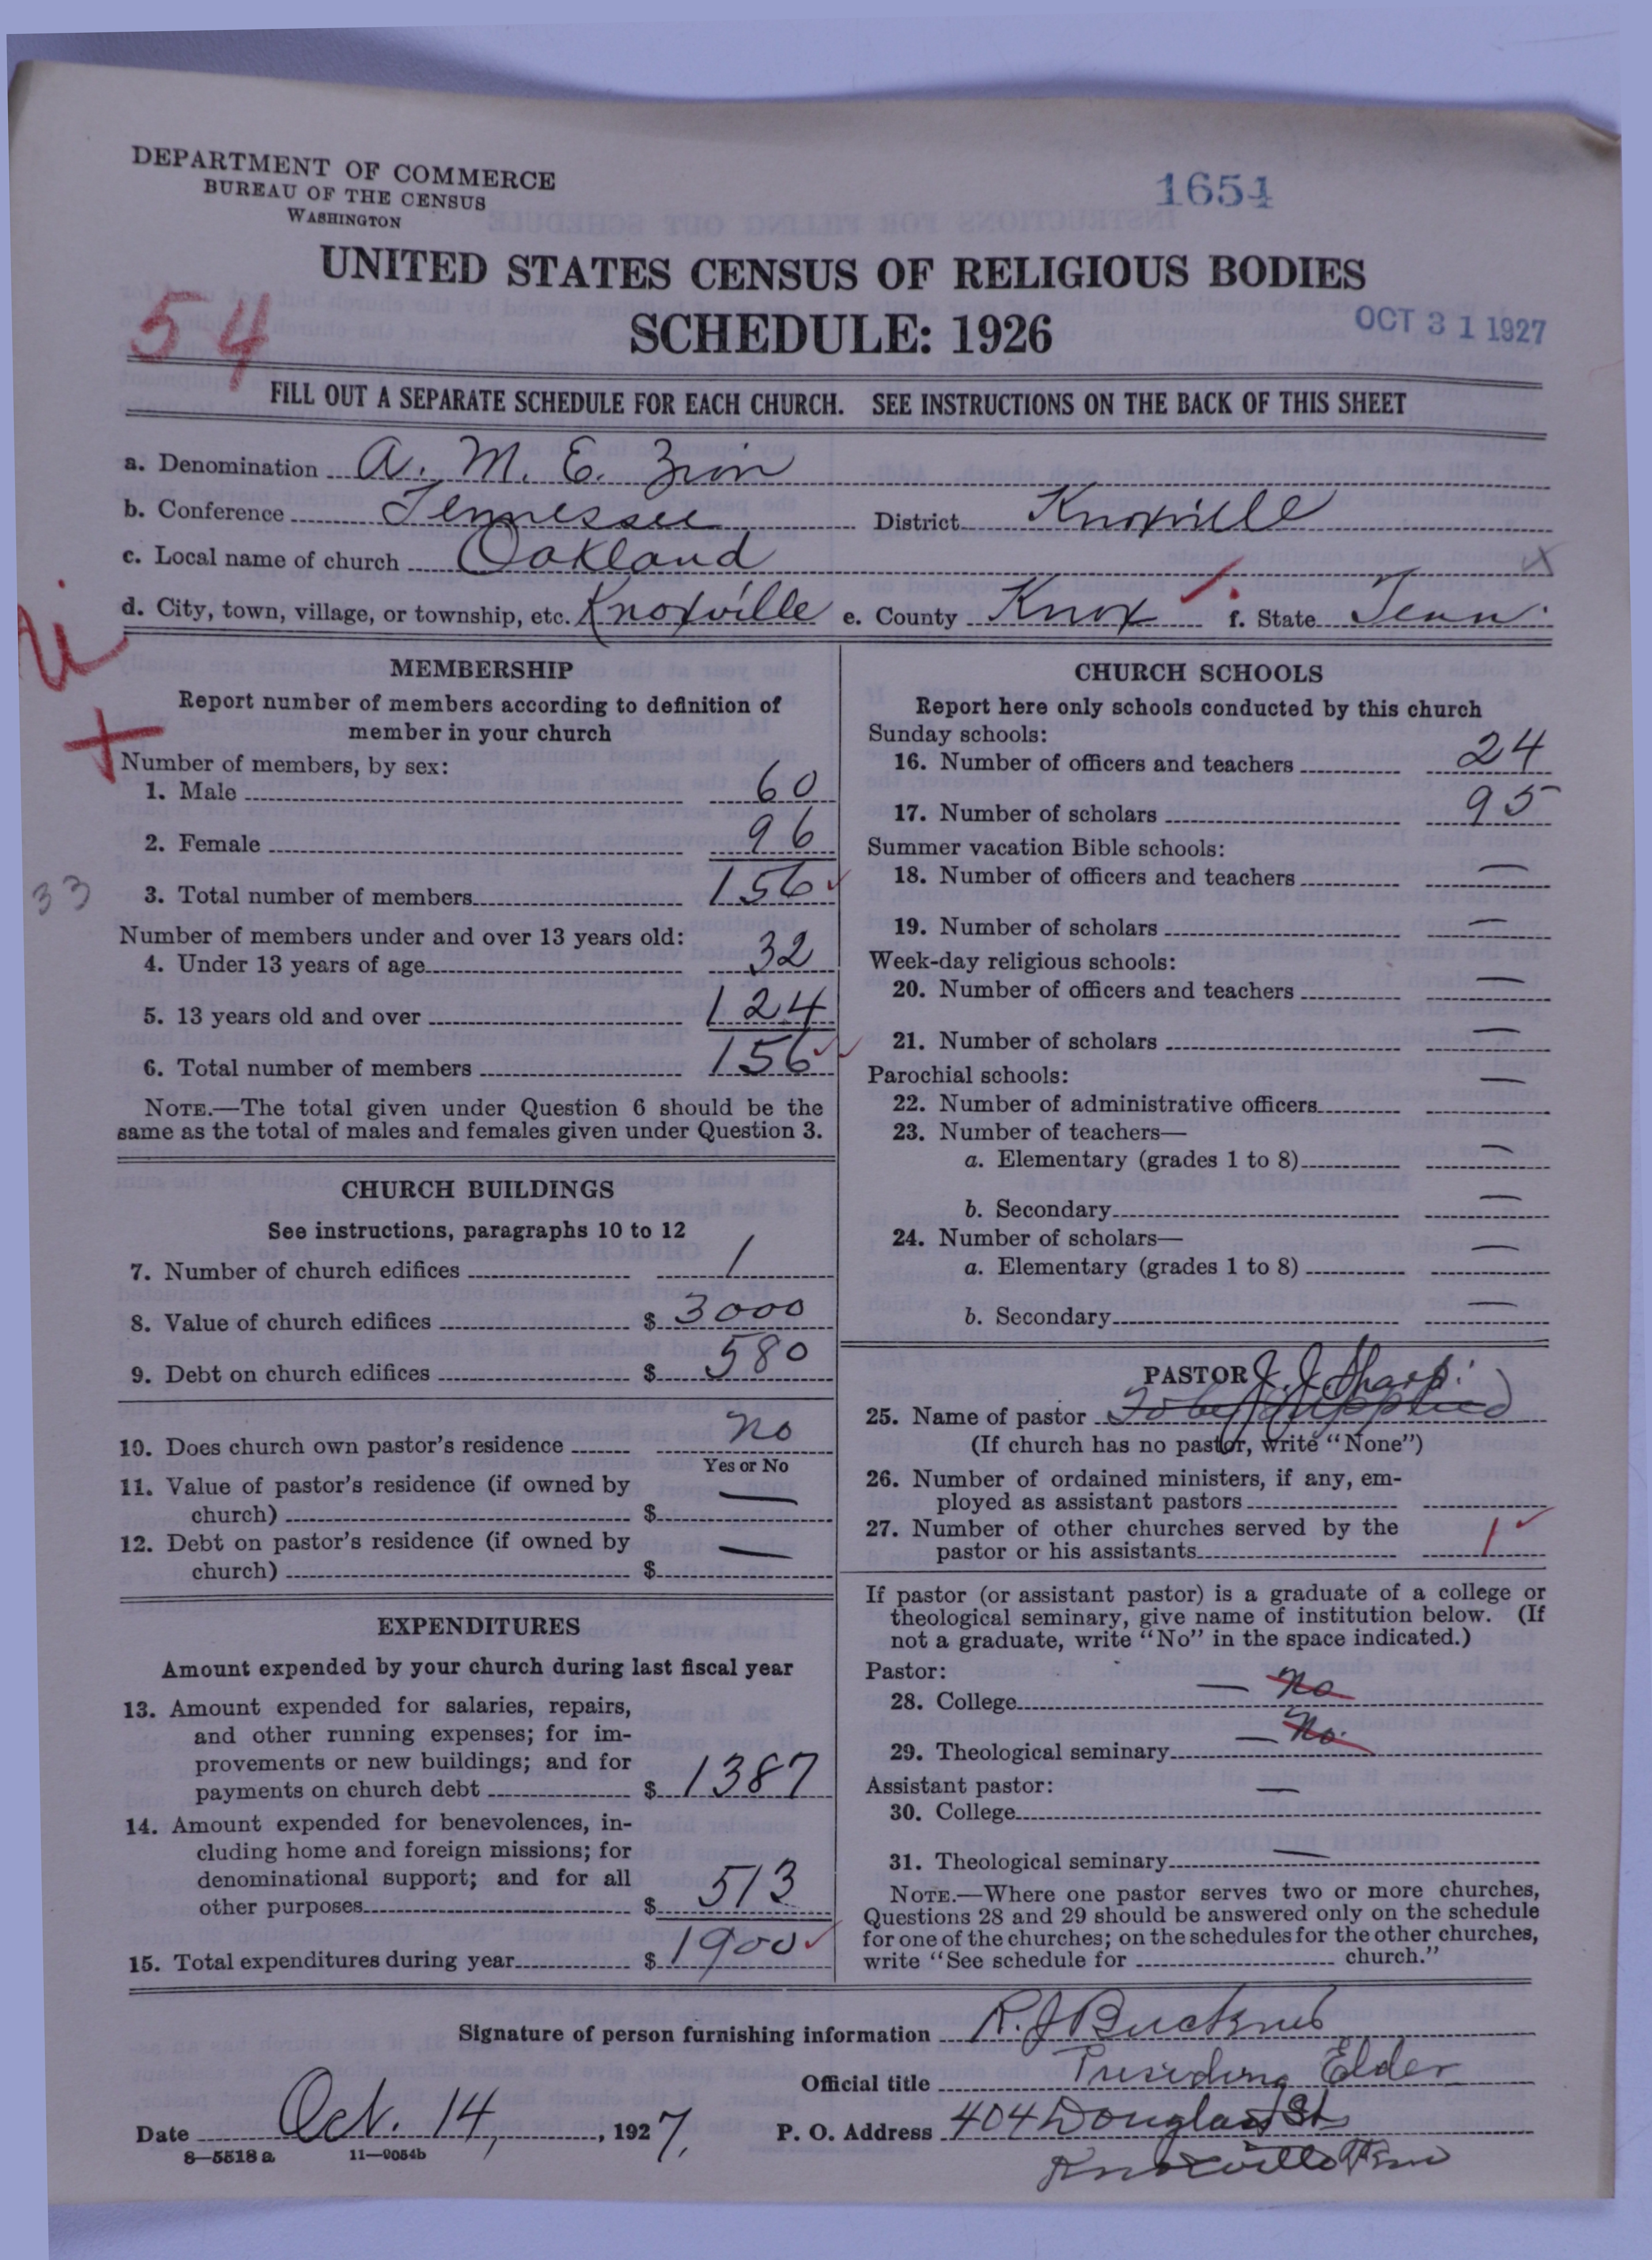 DEPARTMENT OF COMMERCE
BUREAU OF THE CENSUS
WASHINGTON
1654
UNITED STATES CENSUS OF RELIGIOUS BODIES
SCHEDULE: 1926
54
OCT 31 1927
FILL OUT A SEPARATE SCHEDULE FOR EACH CHURCH. SEE INSTRUCTIONS ON THE BACK OF THIS SHEET
a. Denomination A. M. E. Zion
b. Conference Tennessee District Knoxville
c. Local name of church Oakland
d. City, town, village, or township, etc. Knoxville e. County Knox f. State Tenn.
MEMBERSHIP
Report number of members according to definition of
member in your church
Number of members, by sex:
1. Male 60
2. Female 96
33
3. Total number of members 156
Number of members under and over 13 years old:
4. Under 13 years of age 32
5. 13 years old and over 124
6. Total number of members 156
NOTE.—The total given under Question 6 should be the
same as the total of males and females given under Question 3.
CHURCH BUILDINGS
See instructions, paragraphs 10 to 12
7. Number of church edifices 1
8. Value of church edifices $ 3000
9. Debt on church edifices $ 580
10. Does church own pastor's residence no
Yes or No
11. Value of pastor's residence (if owned by
church) $ —
12. Debt on pastor's residence (if owned by
church) $ —
EXPENDITURES
Amount expended by your church during last fiscal year
13. Amount expended for salaries, repairs,
and other running expenses; for im-
provements or new buildings; and for
payments on church debt $ 1387
14. Amount expended for benevolences, in-
cluding home and foreign missions; for
denominational support; and for all
other purposes $ 513
15. Total expenditures during year $ 1900
CHURCH SCHOOLS
Report here only schools conducted by this church
Sunday schools:
16. Number of officers and teachers 24
17. Number of scholars 95
Summer vacation Bible schools:
18. Number of officers and teachers —
19. Number of scholars —
Week-day religious schools:
20. Number of officers and teachers —
21. Number of scholars —
Parochial schools:
22. Number of administrative officers —
23. Number of teachers—
a. Elementary (grades 1 to 8) —
b. Secondary —
24. Number of scholars—
a. Elementary (grades 1 to 8) —
b. Secondary —
PASTOR J. J. Sharp.
25. Name of pastor To be supplied
(If church has no pastor, write "None")
26. Number of ordained ministers, if any, em-
ployed as assistant pastors
27. Number of other churches served by the
pastor or his assistants 1
If pastor (or assistant pastor) is a graduate of a college or
theological seminary, give name of institution below. (If
not a graduate, write "No" in the space indicated.)
Pastor:
28. College — no
29. Theological seminary — no.
Assistant pastor:
30. College —
31. Theological seminary —
NOTE.—Where one pastor serves two or more churches,
Questions 28 and 29 should be answered only on the schedule
for one of the churches; on the schedules for the other churches,
write "See schedule for church."
Signature of person furnishing information R. J. Buckner
Official title Presiding Elder
Date Oct. 14, 1927. P. O. Address 404 Douglass St
Knoxville Tenn
8—5518 a 11—9054b